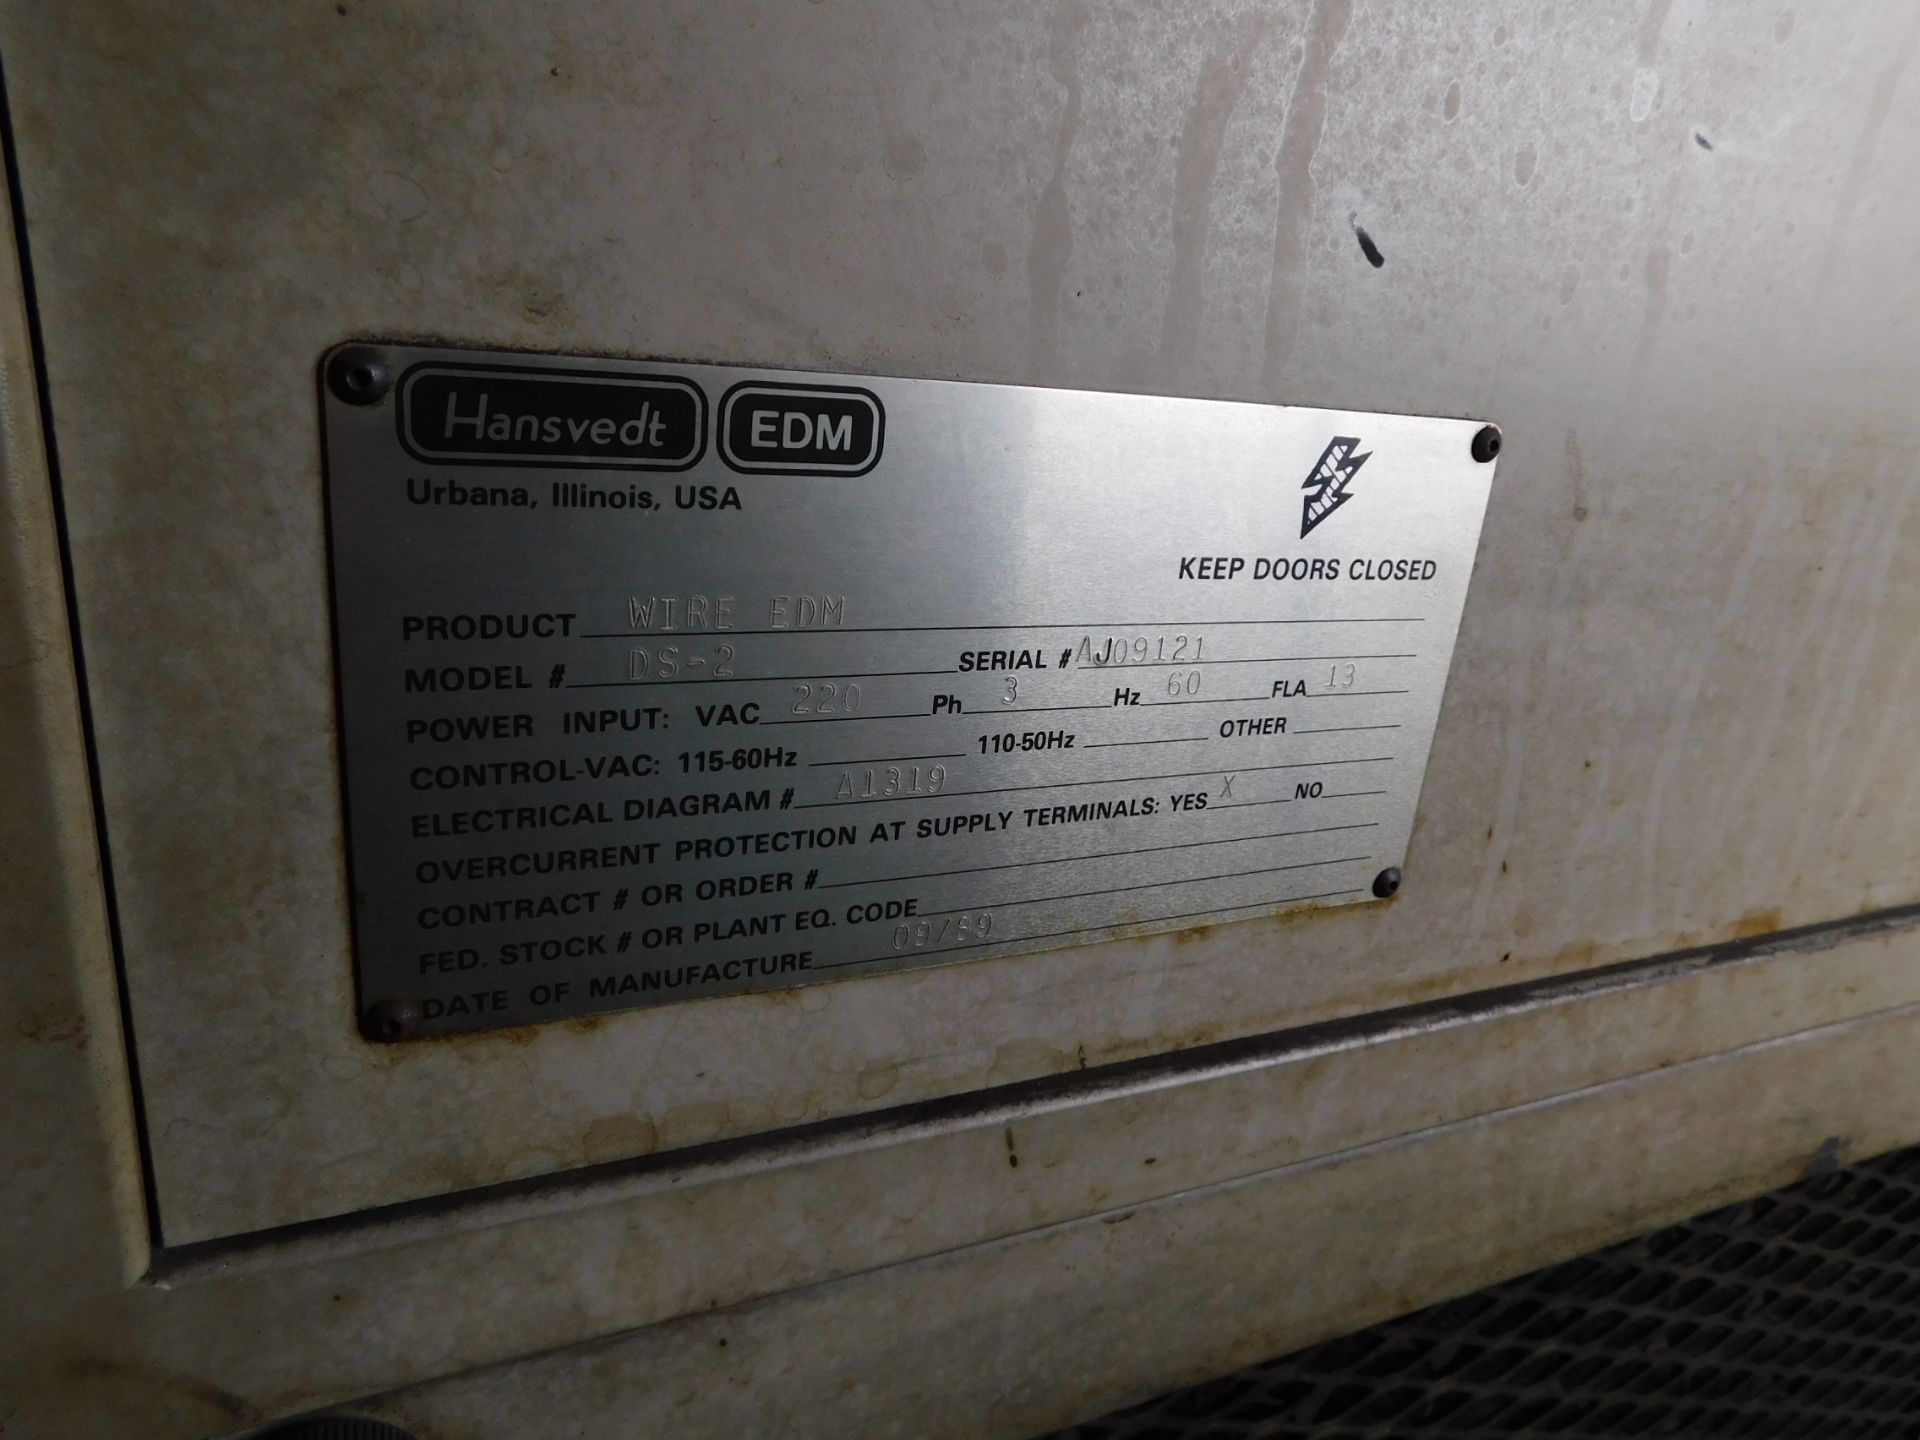 Hansvedt EDM
Urbana, Illinois, USA
KEEP DOORS CLOSED
PRODUCT WIRE EDM
MODEL # DS-2 SERIAL # AJ09121
POWER INPUT: VAC 220 Ph 3 Hz 60 FLA 13
CONTROL-VAC: 115-60Hz 110-50Hz OTHER
ELECTRICAL DIAGRAM # A1319
OVERCURRENT PROTECTION AT SUPPLY TERMINALS: YES X NO
CONTRACT # OR ORDER #
FED. STOCK # OR PLANT EQ. CODE
DATE OF MANUFACTURE 09/89